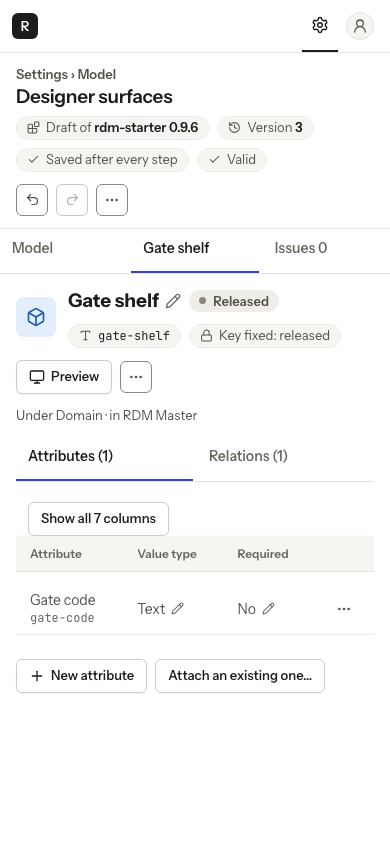 R
Settings › Model
Designer surfaces
Draft of rdm-starter 0.9.6
Version 3
Saved after every step
Valid
Model
Gate shelf
Issues 0
Gate shelf
Released
gate-shelf
Key fixed: released
Preview
Under Domain · in RDM Master
Attributes (1)
Relations (1)
Show all 7 columns
Attribute Value type Required
Gate code
gate-code
Text
No
New attribute
Attach an existing one...